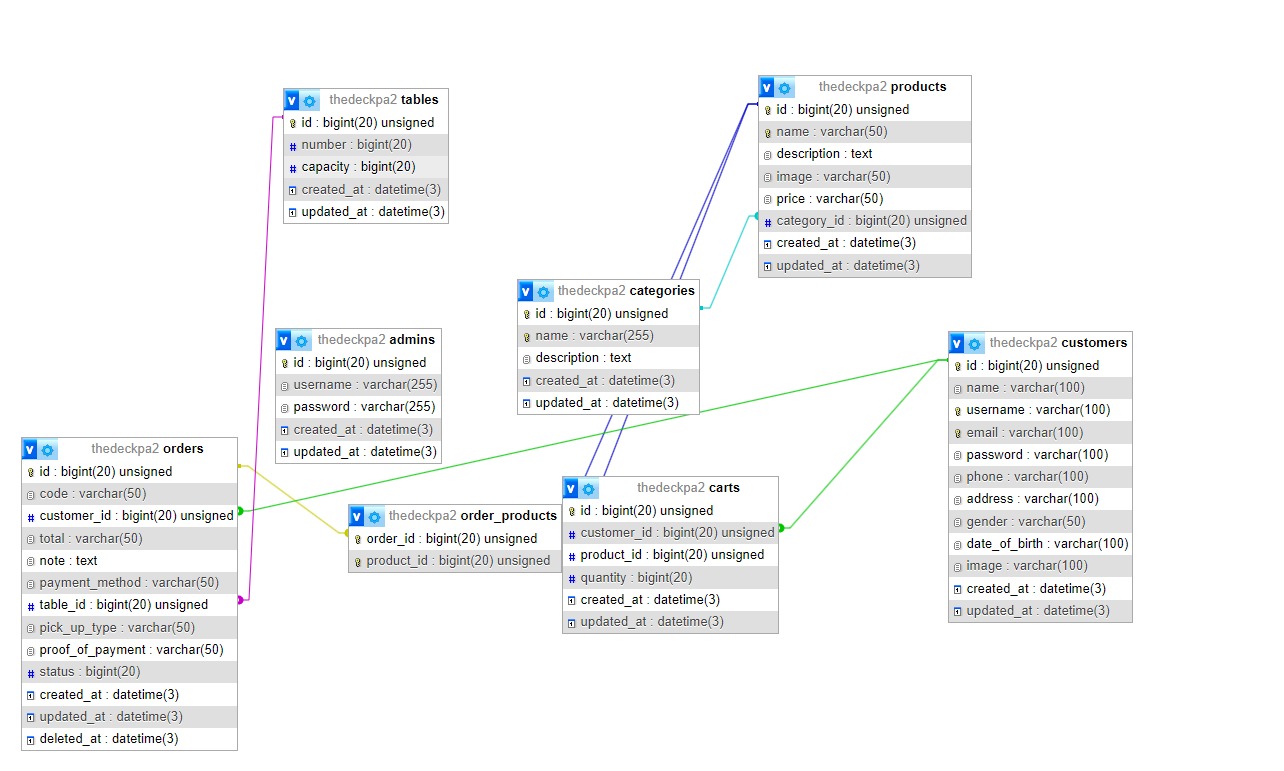 thedeckpa2 tables
id : bigint(20) unsigned
number : bigint(20)
capacity : bigint(20)
created_at : datetime(3)
updated_at : datetime(3)
thedeckpa2 products
id : bigint(20) unsigned
name : varchar(50)
description : text
image : varchar(50)
price : varchar(50)
category_id : bigint(20) unsigned
created_at : datetime(3)
updated_at : datetime(3)
thedeckpa2 categories
id : bigint(20) unsigned
name : varchar(255)
description : text
created_at : datetime(3)
updated_at : datetime(3)
thedeckpa2 admins
id : bigint(20) unsigned
username : varchar(255)
password : varchar(255)
created_at : datetime(3)
updated_at : datetime(3)
thedeckpa2 customers
id : bigint(20) unsigned
name : varchar(100)
username : varchar(100)
email : varchar(100)
password : varchar(100)
phone : varchar(100)
address : varchar(100)
gender : varchar(50)
date_of_birth : varchar(100)
image : varchar(100)
created_at : datetime(3)
updated_at : datetime(3)
thedeckpa2 orders
id : bigint(20) unsigned
code : varchar(50)
customer_id : bigint(20) unsigned
total : varchar(50)
note : text
payment_method : varchar(50)
table_id : bigint(20) unsigned
pick_up_type : varchar(50)
proof_of_payment : varchar(50)
status : bigint(20)
created_at : datetime(3)
updated_at : datetime(3)
deleted_at : datetime(3)
thedeckpa2 order_products
order_id : bigint(20) unsigned
product_id : bigint(20) unsigned
thedeckpa2 carts
id : bigint(20) unsigned
customer_id : bigint(20) unsigned
product_id : bigint(20) unsigned
quantity : bigint(20)
created_at : datetime(3)
updated_at : datetime(3)